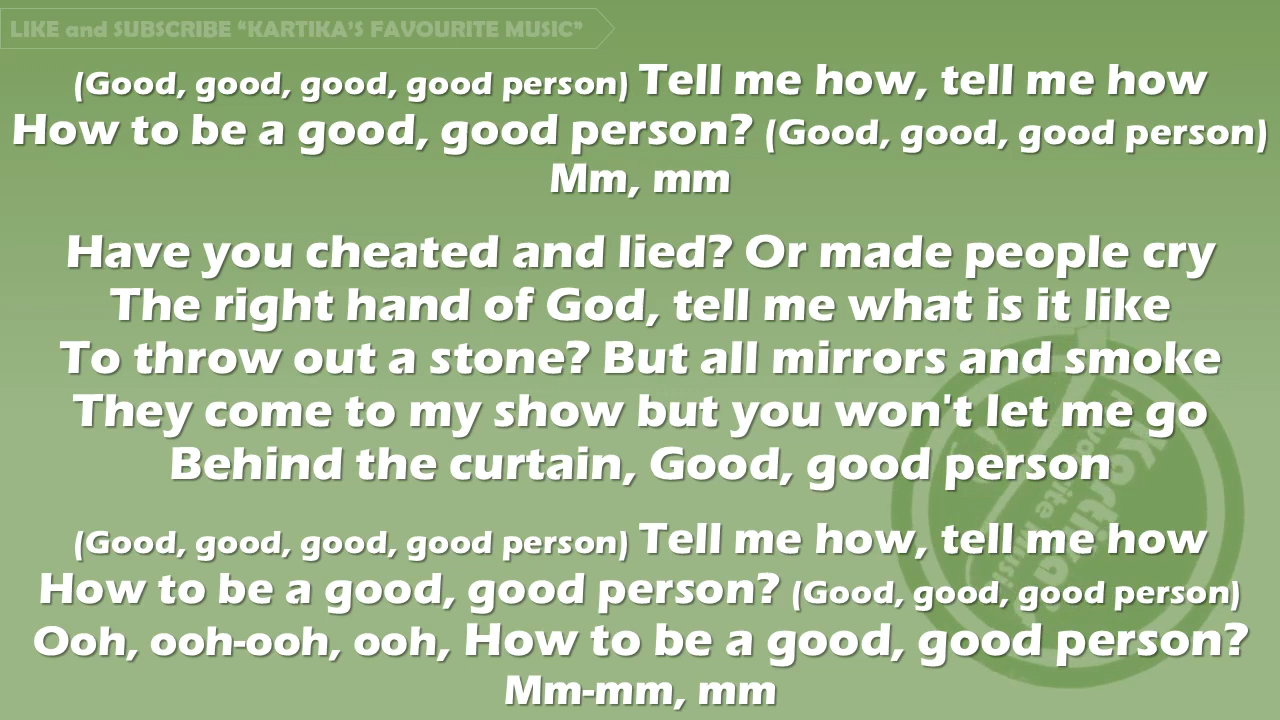 LIKE and SUBSCRIBE “KARTIKA’S FAVOURITE MUSIC”
(Good, good, good, good person) Tell me how, tell me how
How to be a good, good person? (Good, good, good person)
Mm, mm
Have you cheated and lied? Or made people cry
The right hand of God, tell me what is it like
To throw out a stone? But all mirrors and smoke
They come to my show but you won't let me go
Behind the curtain, Good, good person
(Good, good, good, good person) Tell me how, tell me how
How to be a good, good person? (Good, good, good person)
Ooh, ooh-ooh, ooh, How to be a good, good person?
Mm-mm, mm
Kartika's
Favourite Music